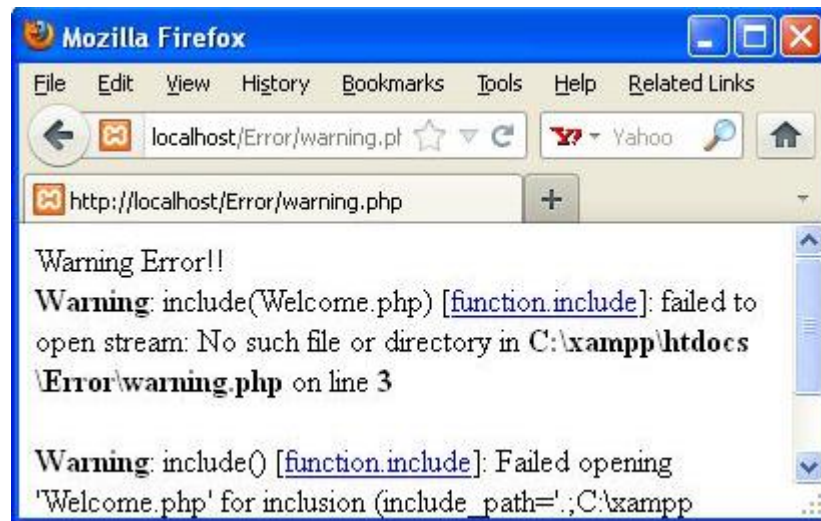 Mozilla Firefox
File Edit View History Bookmarks Tools Help Related Links
localhost/Error/warning.pl Yahoo
http://localhost/Error/warning.php
Warning Error!!
Warning: include(Welcome.php) [function.include]: failed to
open stream: No such file or directory in C:\xampp\htdocs
\Error\warning.php on line 3
Warning: include() [function.include]: Failed opening
'Welcome.php' for inclusion (include_path='.;C:\xampp